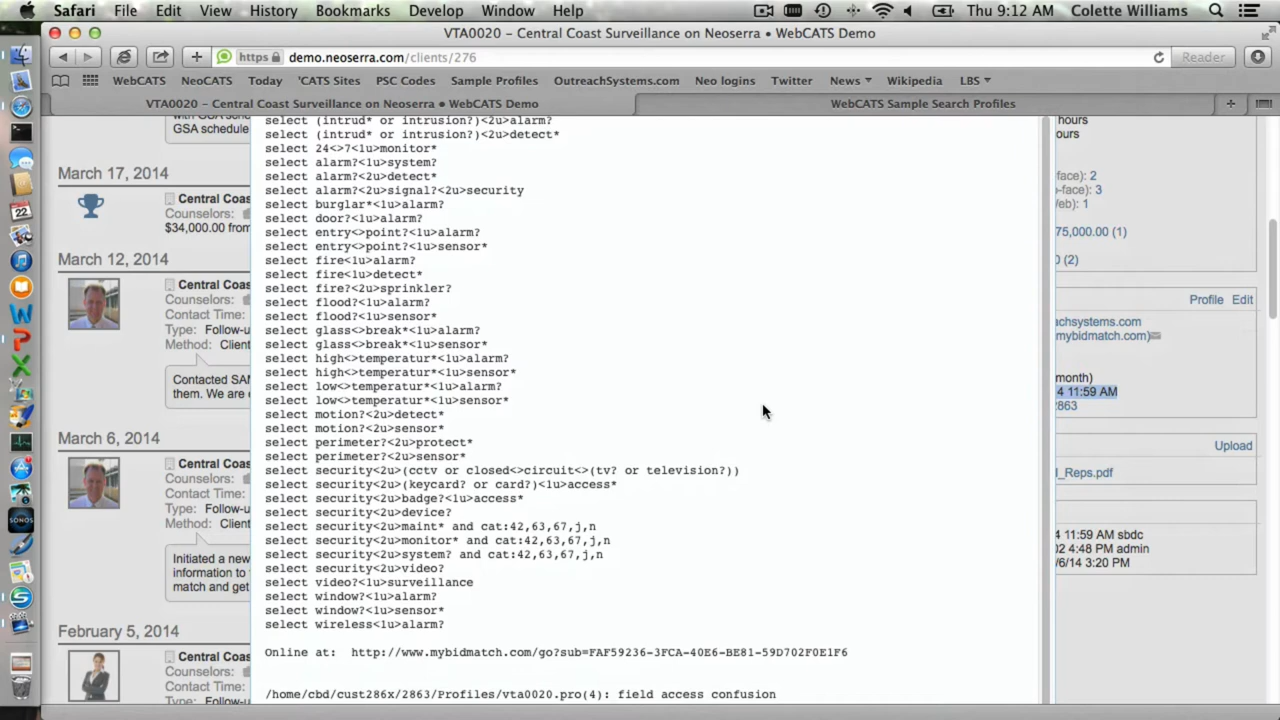 Safari File Edit View History Bookmarks Develop Window Help Thu 9:12 AM Colette Williams
VTA0020 – Central Coast Surveillance on Neoserra • WebCATS Demo
https demo.neoserra.com/clients/276 Reader
WebCATS NeoCATS Today 'CATS Sites PSC Codes Sample Profiles OutreachSystems.com Neo logins Twitter News Wikipedia LBS
VTA0020 – Central Coast Surveillance on Neoserra • WebCATS Demo WebCATS Sample Search Profiles
with GSA schedule
GSA schedule
March 17, 2014
Central Coas
Counselors:
$34,000.00 from
March 12, 2014
Central Coas
Counselors:
Contact Time:
Type: Follow-u
Method: Client
Contacted SAM
them. We are e
March 6, 2014
Central Coas
Counselors:
Contact Time:
Type: Follow-u
Method: Client
Initiated a new
information to
match and get
February 5, 2014
Central Coas
Counselors:
Contact Time:
Type: Follow-u
select (intrud* or intrusion?)<2u>alarm?
select (intrud* or intrusion?)<2u>detect*
select 24<>7<1u>monitor*
select alarm?<1u>system?
select alarm?<2u>detect*
select alarm?<2u>signal?<2u>security
select burglar*<1u>alarm?
select door?<1u>alarm?
select entry<>point?<1u>alarm?
select entry<>point?<1u>sensor*
select fire<1u>alarm?
select fire<1u>detect*
select fire?<2u>sprinkler?
select flood?<1u>alarm?
select flood?<1u>sensor*
select glass<>break*<1u>alarm?
select glass<>break*<1u>sensor*
select high<>temperatur*<1u>alarm?
select high<>temperatur*<1u>sensor*
select low<>temperatur*<1u>alarm?
select low<>temperatur*<1u>sensor*
select motion?<2u>detect*
select motion?<2u>sensor*
select perimeter?<2u>protect*
select perimeter?<2u>sensor*
select security<2u>(cctv or closed<>circuit<>(tv? or television?))
select security<2u>(keycard? or card?)<1u>access*
select security<2u>badge?<1u>access*
select security<2u>device?
select security<2u>maint* and cat:42,63,67,j,n
select security<2u>monitor* and cat:42,63,67,j,n
select security<2u>system? and cat:42,63,67,j,n
select security<2u>video?
select video?<1u>surveillance
select window?<1u>alarm?
select window?<1u>sensor*
select wireless<1u>alarm?
Online at: http://www.mybidmatch.com/go?sub=FAF59236-3FCA-40E6-BE81-59D702F0E1F6
/home/cbd/cust286x/2863/Profiles/vta0020.pro(4): field access confusion
hours
ours
face): 2
-face): 3
/eb): 1
75,000.00 (1)
0 (2)
Profile Edit
achsystems.com
mybidmatch.com)
month)
4 11:59 AM
2863
Upload
l_Reps.pdf
4 11:59 AM sbdc
02 4:48 PM admin
/6/14 3:20 PM